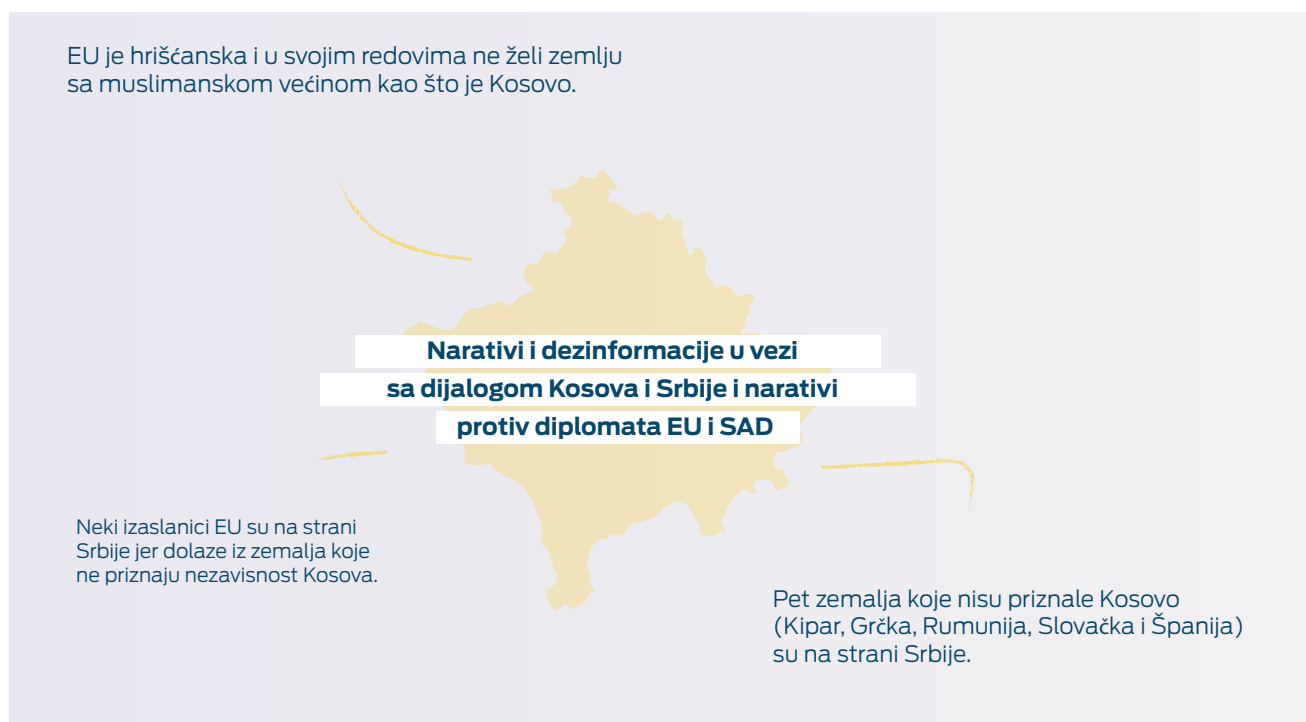 EU je hrišćanska i u svojim redovima ne želi zemlju
sa muslimanskom većinom kao što je Kosovo.
Narativi i dezinformacije u vezi
sa dijalogom Kosova i Srbije i narativi
protiv diplomata EU i SAD
Neki izaslanici EU su na strani
Srbije jer dolaze iz zemalja koje
ne priznaju nezavisnost Kosova.
Pet zemalja koje nisu priznale Kosovo
(Kipar, Grčka, Rumunija, Slovačka i Španija)
su na strani Srbije.